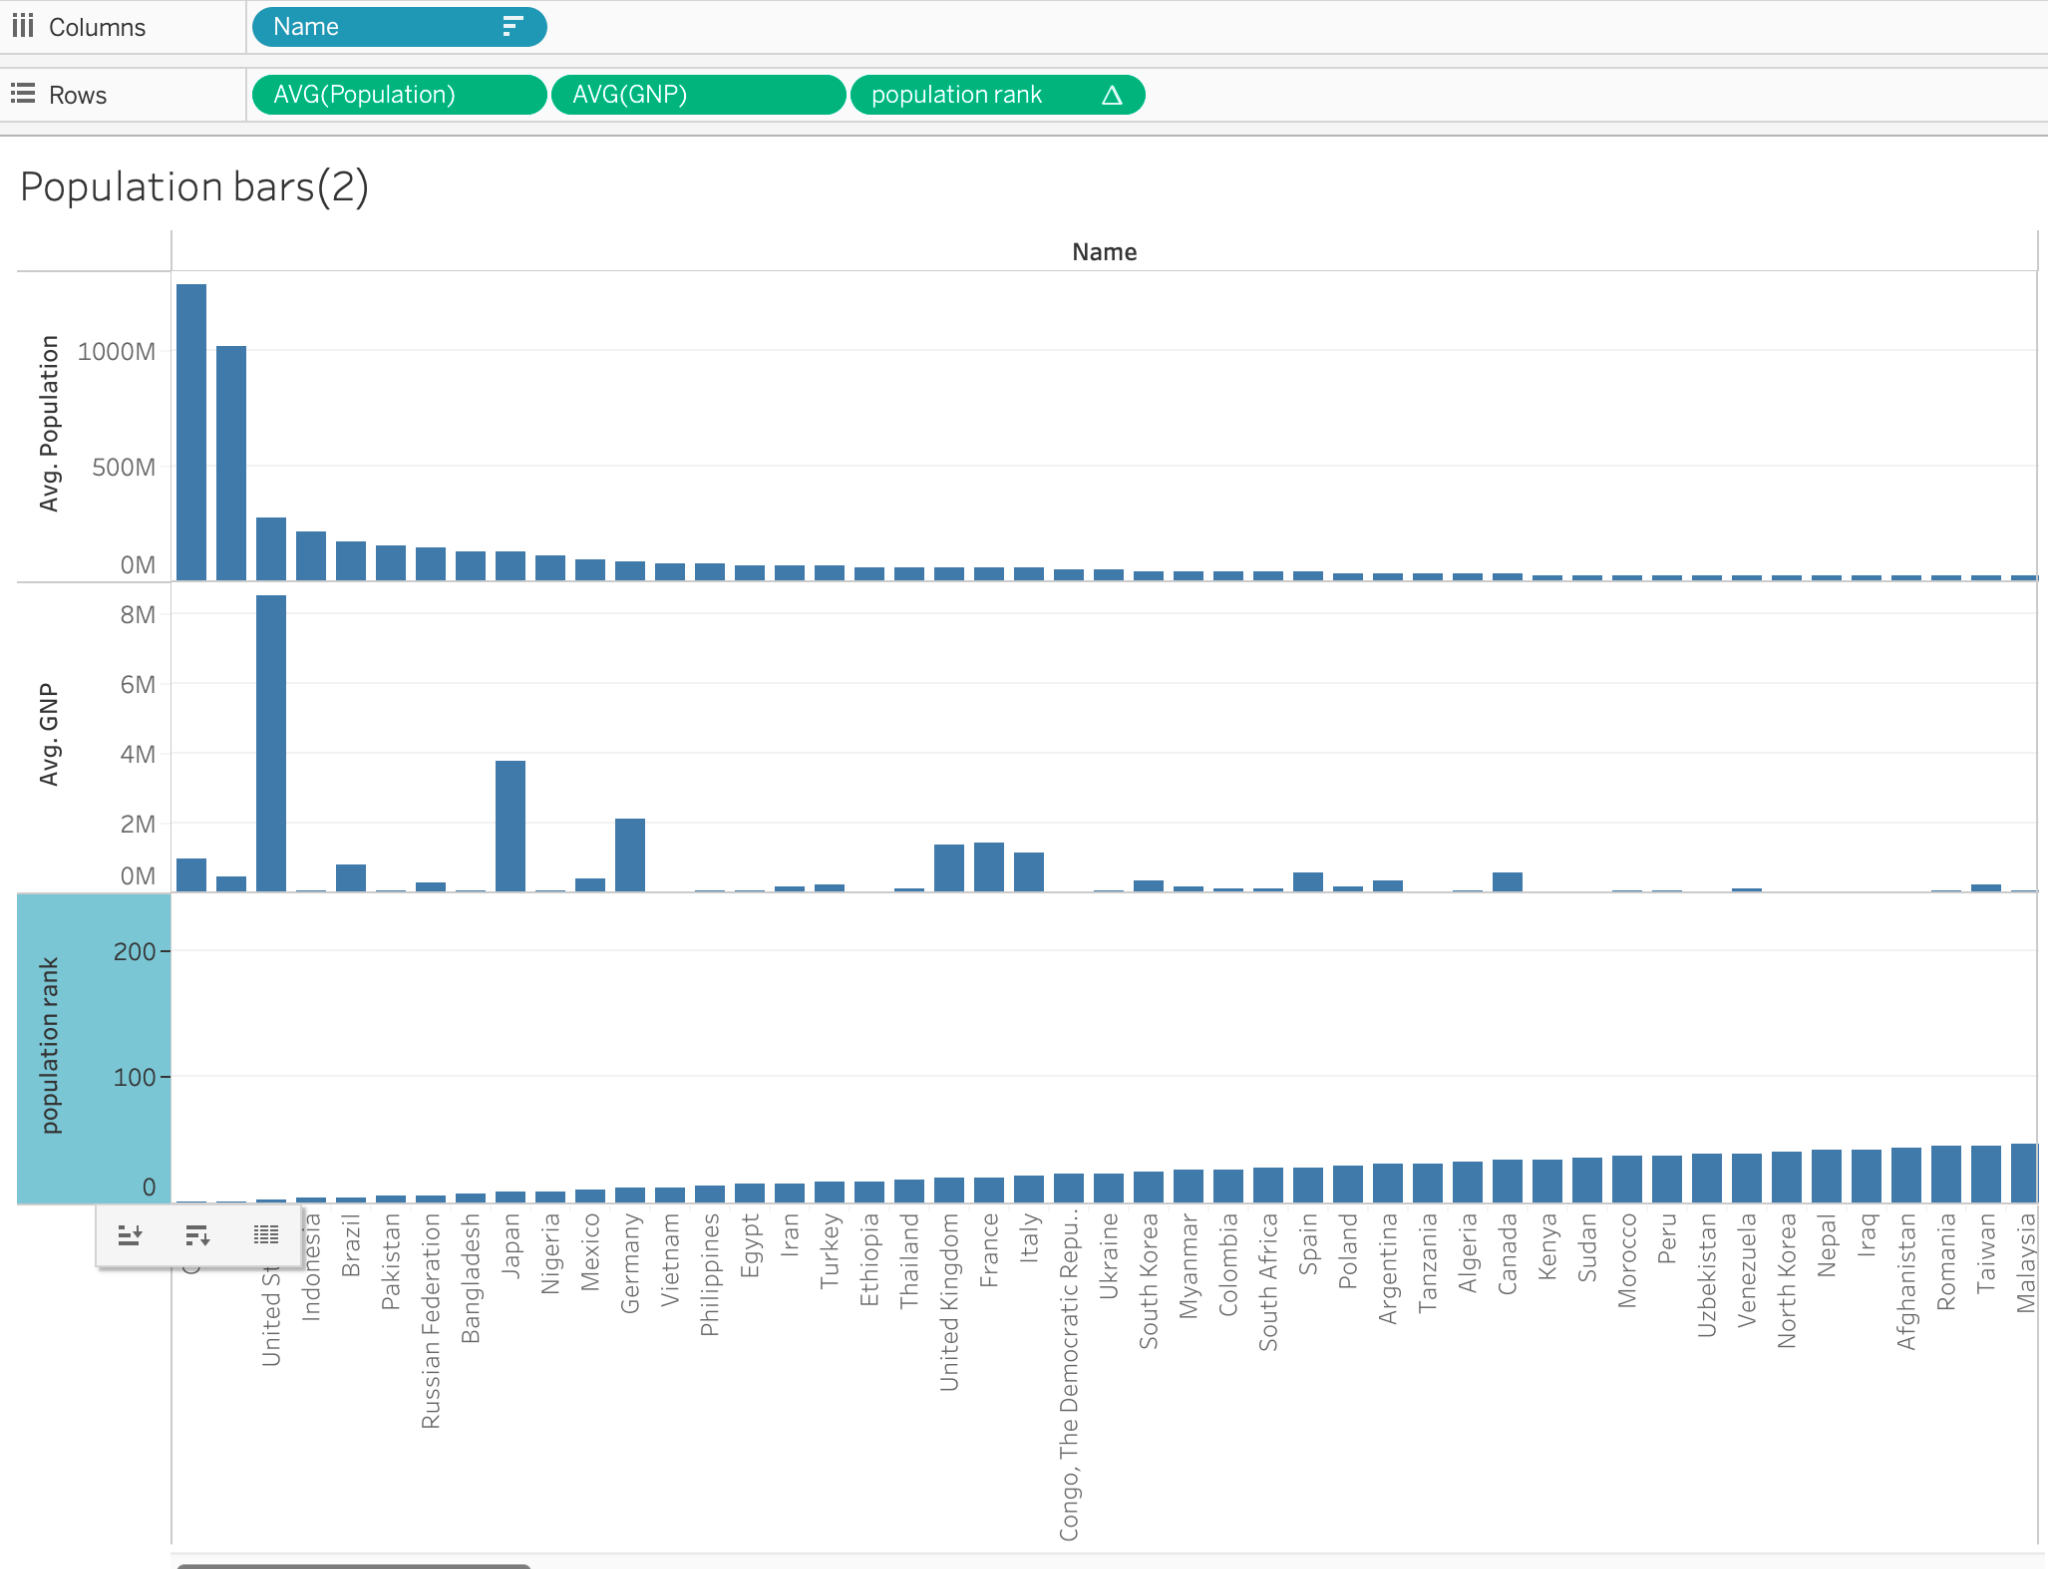 Columns
Name
Rows
AVG(Population)
AVG(GNP)
population rank
Population bars(2)
Name
Avg. Population
1000M
500M
0M
Avg. GNP
8M
6M
4M
2M
0M
population rank
200
100
0
United St
Indonesia
Brazil
Pakistan
Russian Federation
Bangladesh
Japan
Nigeria
Mexico
Germany
Vietnam
Philippines
Egypt
Iran
Turkey
Ethiopia
Thailand
United Kingdom
France
Italy
Congo, The Democratic Repu..
Ukraine
South Korea
Myanmar
Colombia
South Africa
Spain
Poland
Argentina
Tanzania
Algeria
Canada
Kenya
Sudan
Morocco
Peru
Uzbekistan
Venezuela
North Korea
Nepal
Iraq
Afghanistan
Romania
Taiwan
Malaysia